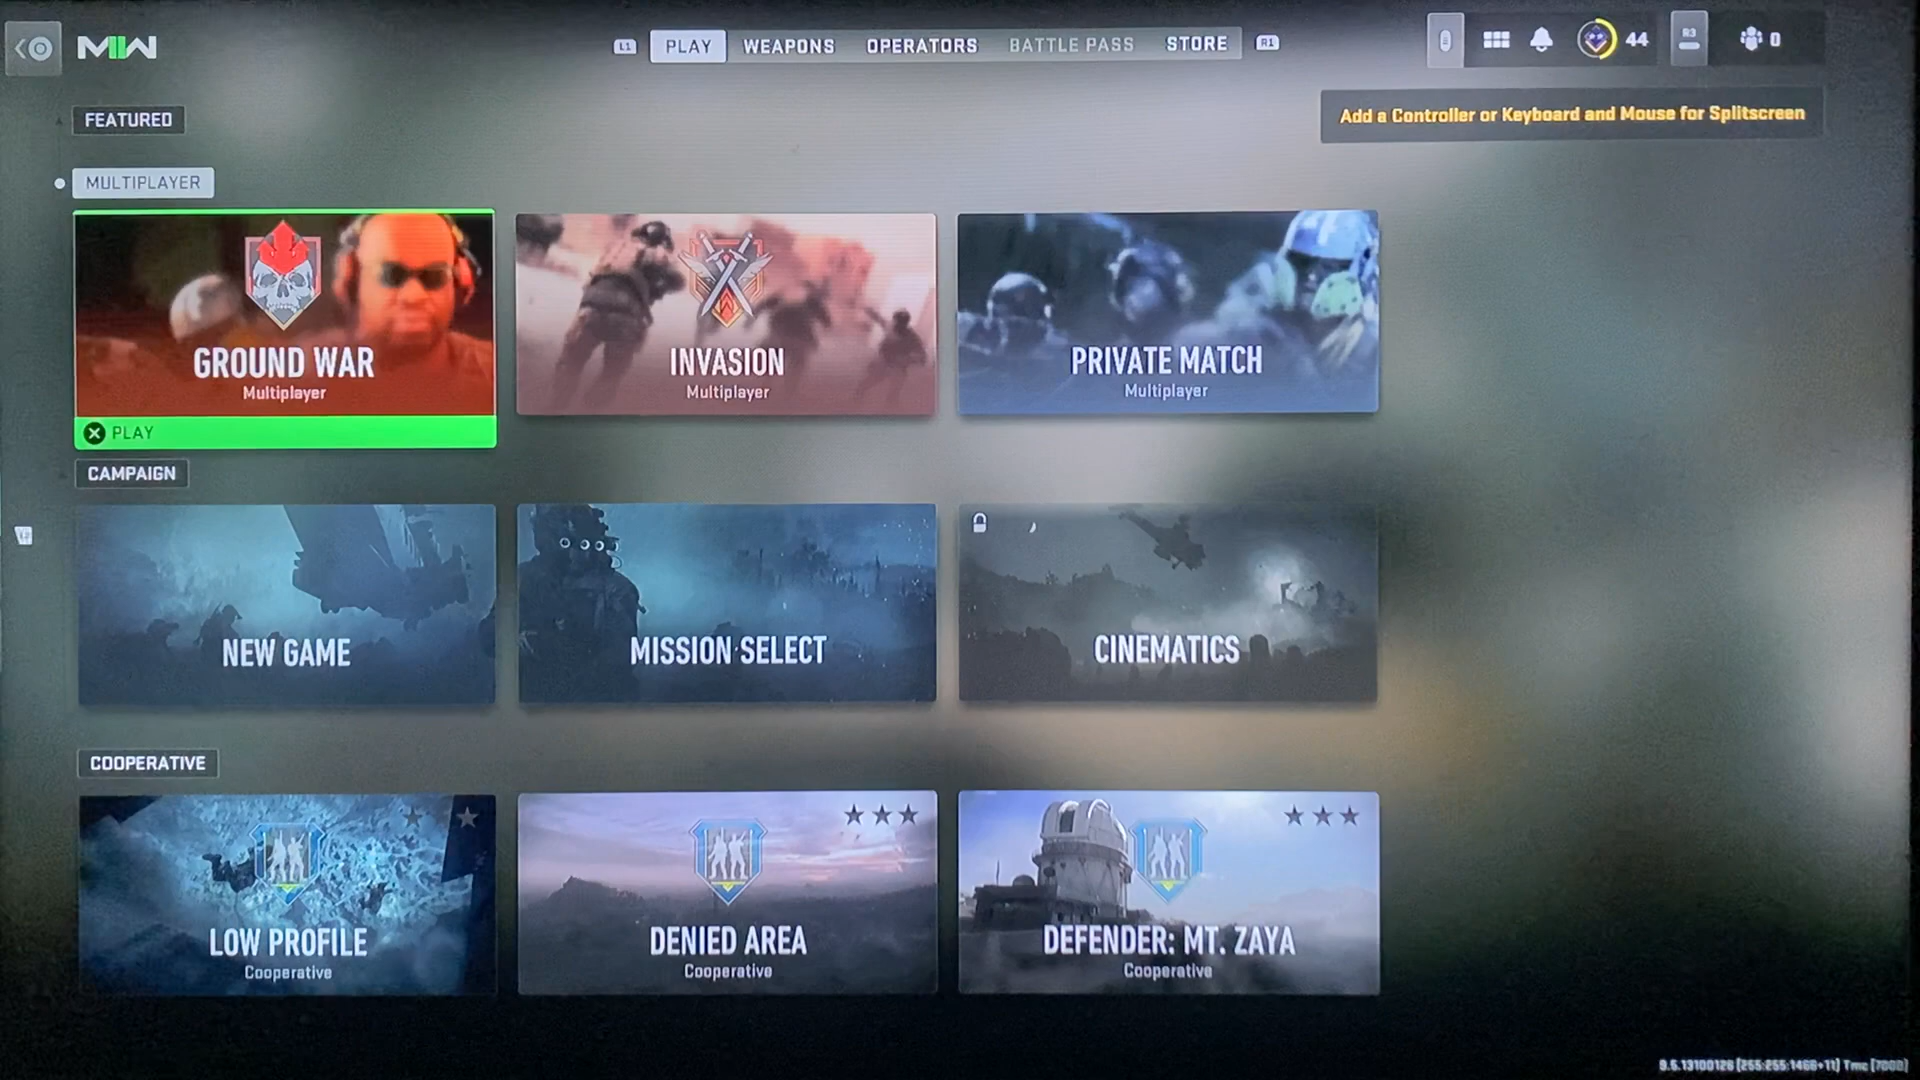 MW
L1 PLAY WEAPONS OPERATORS BATTLE PASS STORE R1
44
R3
0
Add a Controller or Keyboard and Mouse for Splitscreen
FEATURED
MULTIPLAYER
GROUND WAR
Multiplayer
PLAY
INVASION
Multiplayer
PRIVATE MATCH
Multiplayer
CAMPAIGN
NEW GAME
MISSION SELECT
CINEMATICS
COOPERATIVE
LOW PROFILE
Cooperative
DENIED AREA
Cooperative
DEFENDER: MT. ZAYA
Cooperative